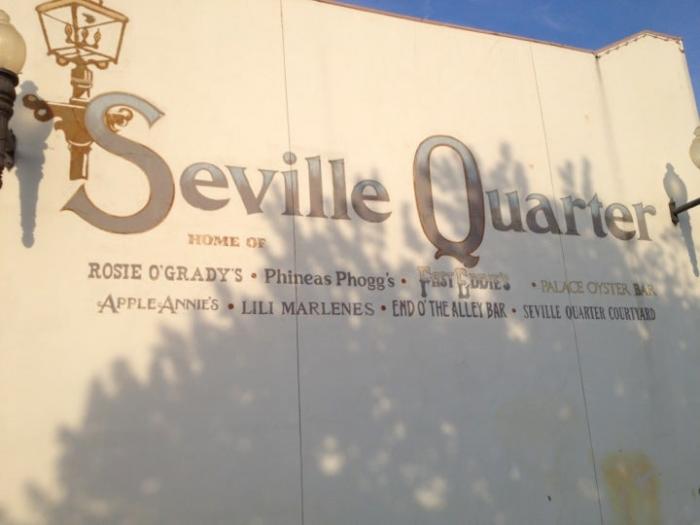 Seville Quarter
HOME OF
ROSIE O'GRADY'S • Phineas Phogg's • FAST EDDIE'S • PALACE OYSTER BAR
APPLE ANNIE'S • LILI MARLENES • END O' THE ALLEY BAR • SEVILLE QUARTER COURTYARD